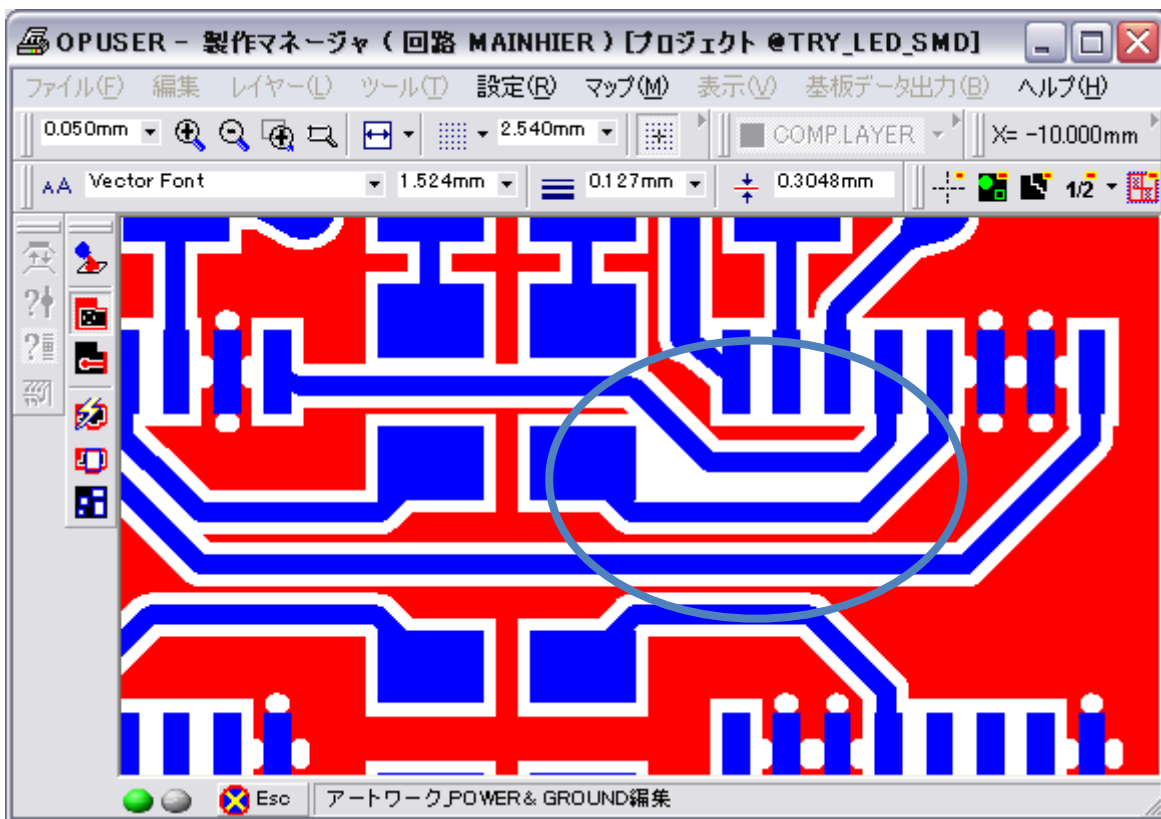 OPUSER - 製作マネージャ ( 回路 MAINHIER ) [プロジェクト @TRY_LED_SMD]
ファイル(F) 編集 レイヤー(L) ツール(T) 設定(R) マップ(M) 表示(V) 基板データ出力(B) ヘルプ(H)
0.050mm 2.540mm COMP.LAYER X= -10.000mm
AA Vector Font 1.524mm 0.127mm 0.3048mm 1/2
Esc アートワーク,POWER& GROUND編集